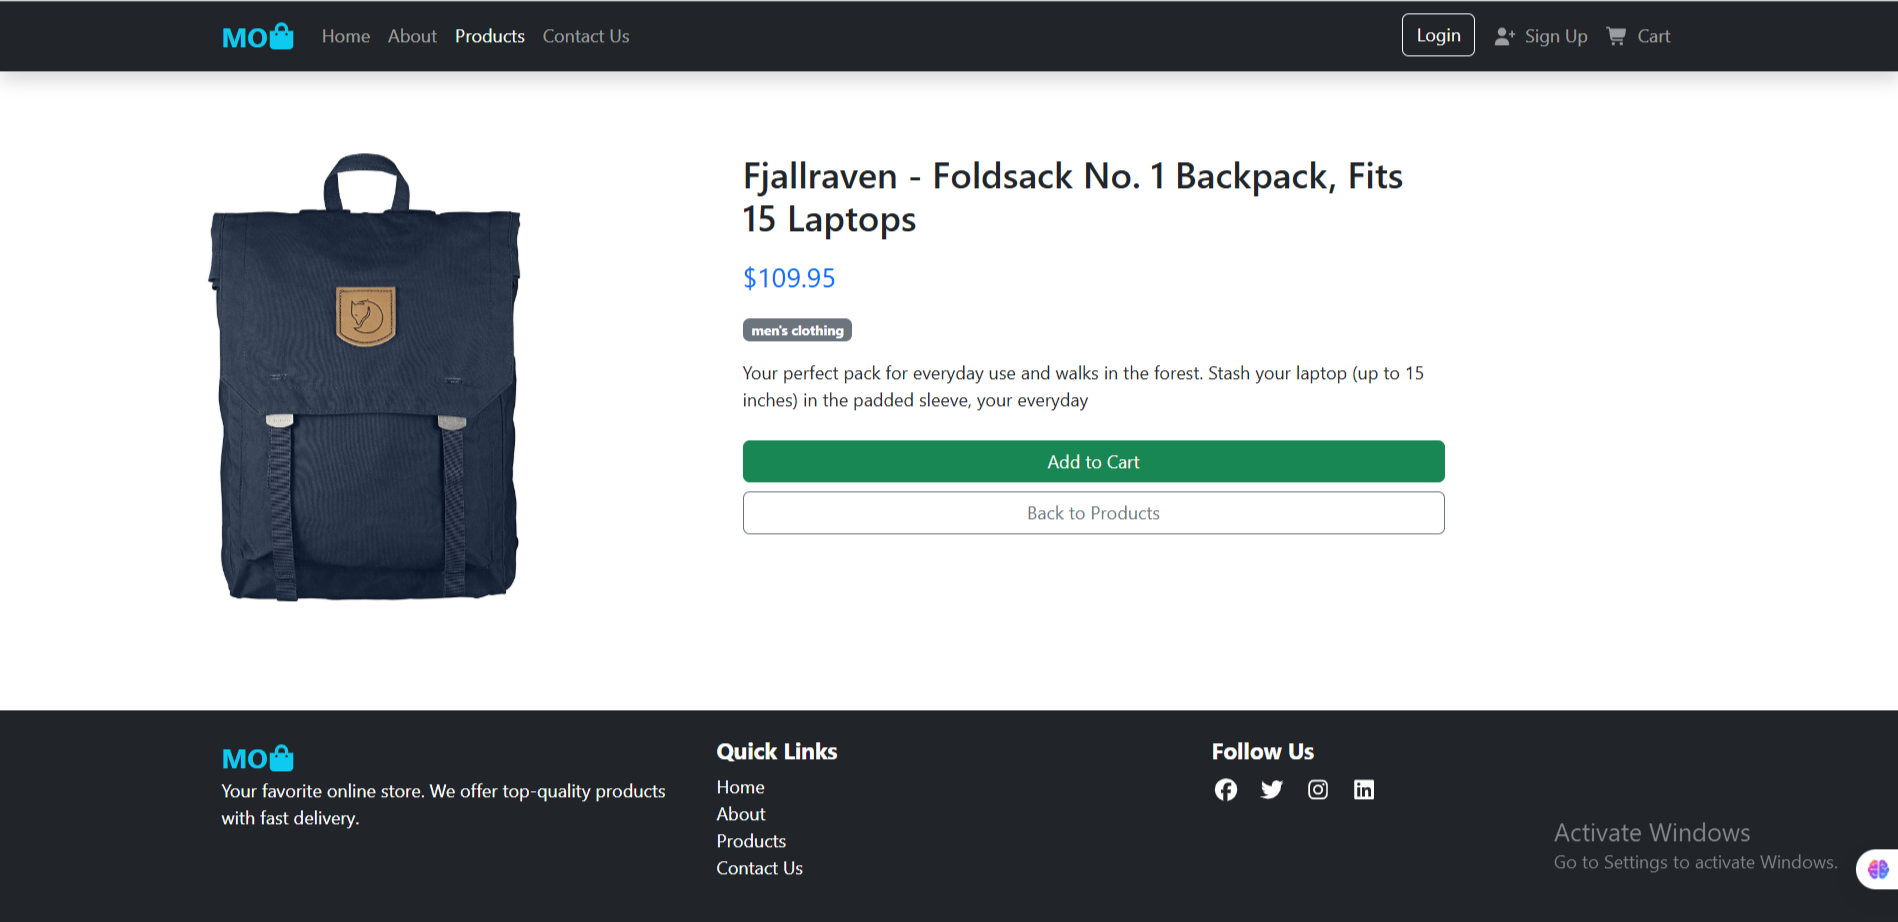 MO
Home
About
Products
Contact Us
Login
Sign Up
Cart
Fjallraven - Foldsack No. 1 Backpack, Fits
15 Laptops
$109.95
men's clothing
Your perfect pack for everyday use and walks in the forest. Stash your laptop (up to 15
inches) in the padded sleeve, your everyday
Add to Cart
Back to Products
MO
Your favorite online store. We offer top-quality products
with fast delivery.
Quick Links
Home
About
Products
Contact Us
Follow Us
Activate Windows
Go to Settings to activate Windows.